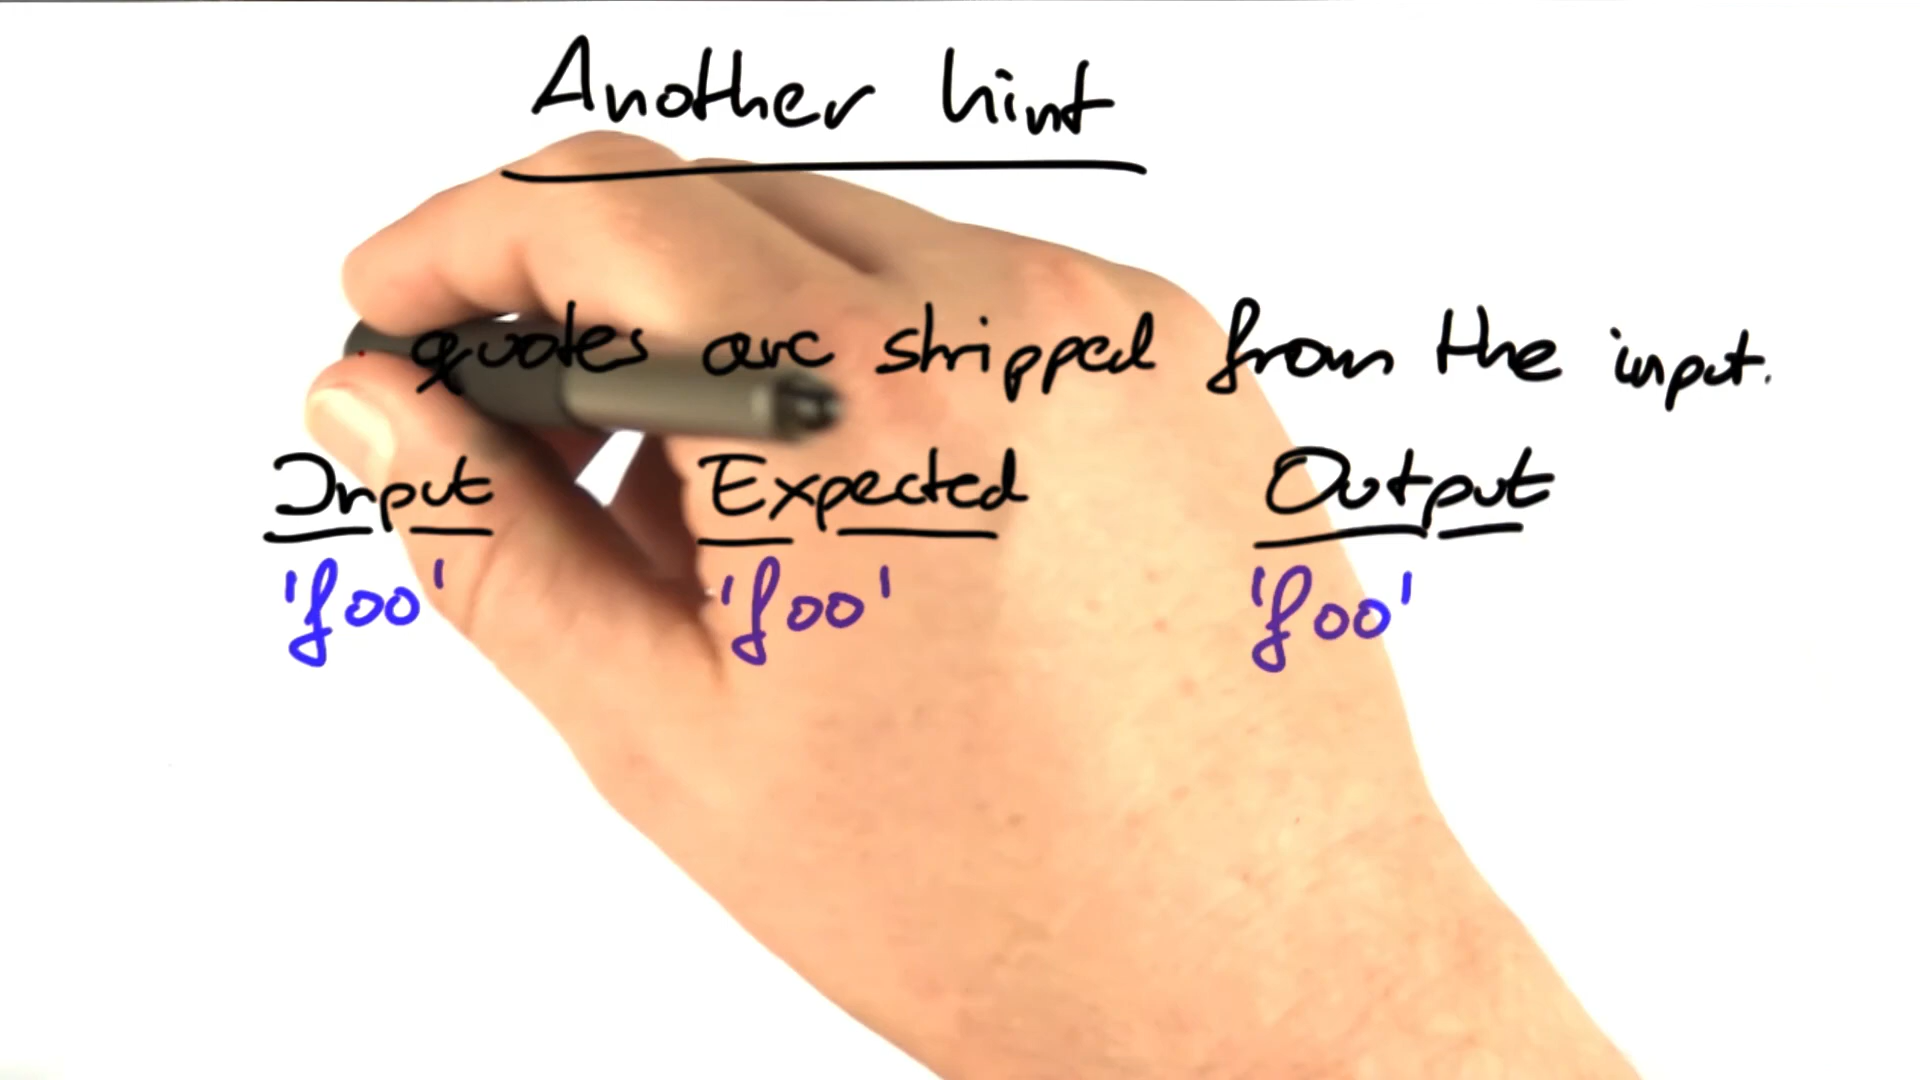 Another hint
quotes are stripped from the input.
Input Expected Output
'foo' 'foo' 'foo'